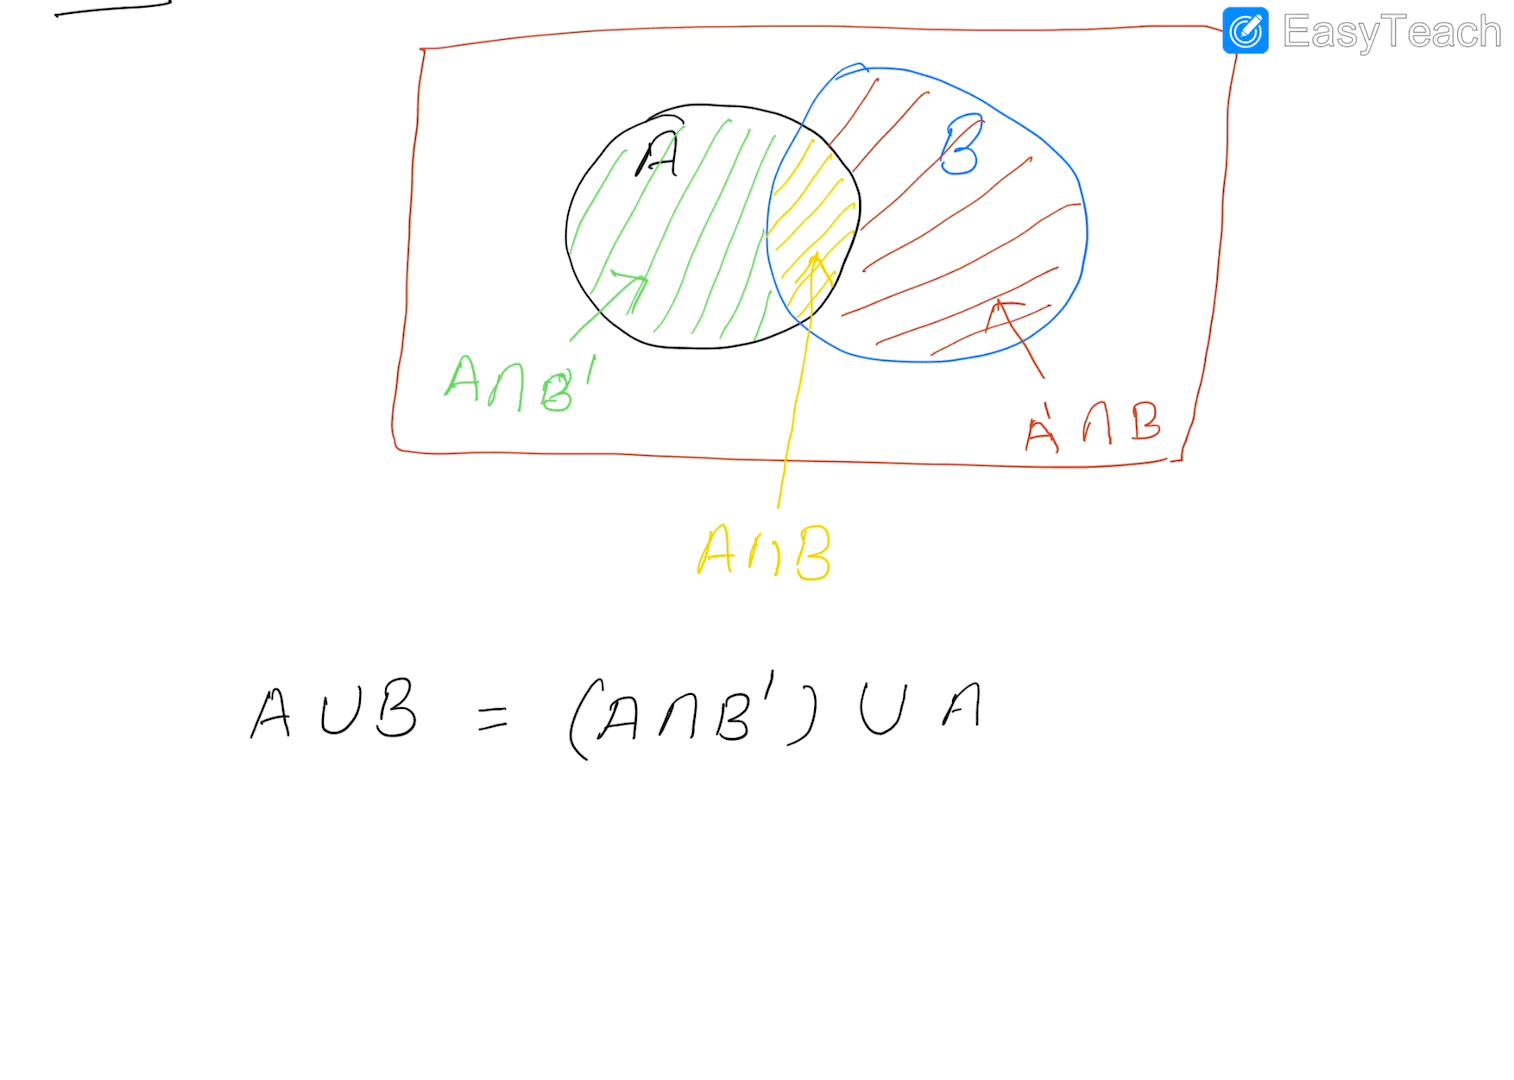 EasyTeach
A
B
A∩B'
A'∩B
A∩B
A∪B = (A∩B') ∪ A